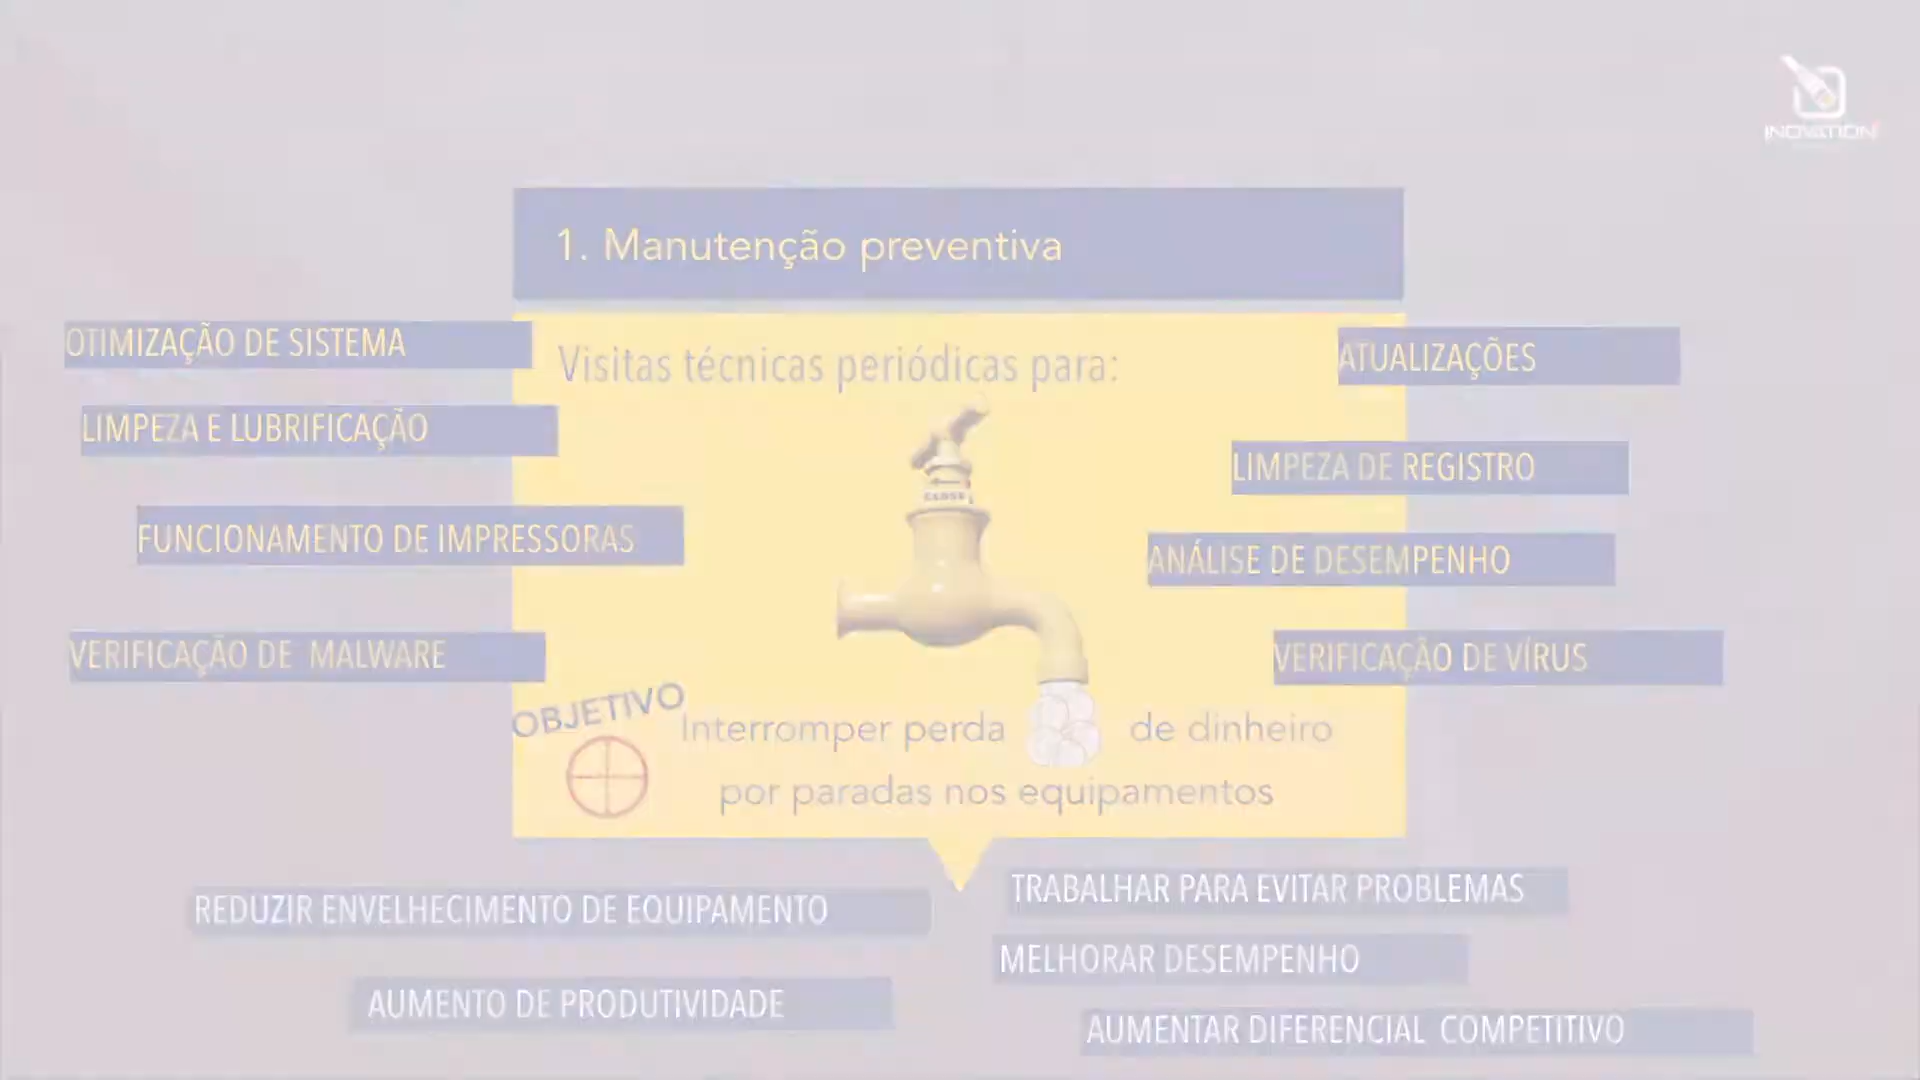 INOVATION
1. Manutenção preventiva
Visitas técnicas periódicas para:
OTIMIZAÇÃO DE SISTEMA
LIMPEZA E LUBRIFICAÇÃO
FUNCIONAMENTO DE IMPRESSORAS
VERIFICAÇÃO DE MALWARE
ATUALIZAÇÕES
LIMPEZA DE REGISTRO
ANÁLISE DE DESEMPENHO
VERIFICAÇÃO DE VÍRUS
CLOSE
OBJETIVO
Interromper perda de dinheiro
por paradas nos equipamentos
REDUZIR ENVELHECIMENTO DE EQUIPAMENTO
AUMENTO DE PRODUTIVIDADE
TRABALHAR PARA EVITAR PROBLEMAS
MELHORAR DESEMPENHO
AUMENTAR DIFERENCIAL COMPETITIVO